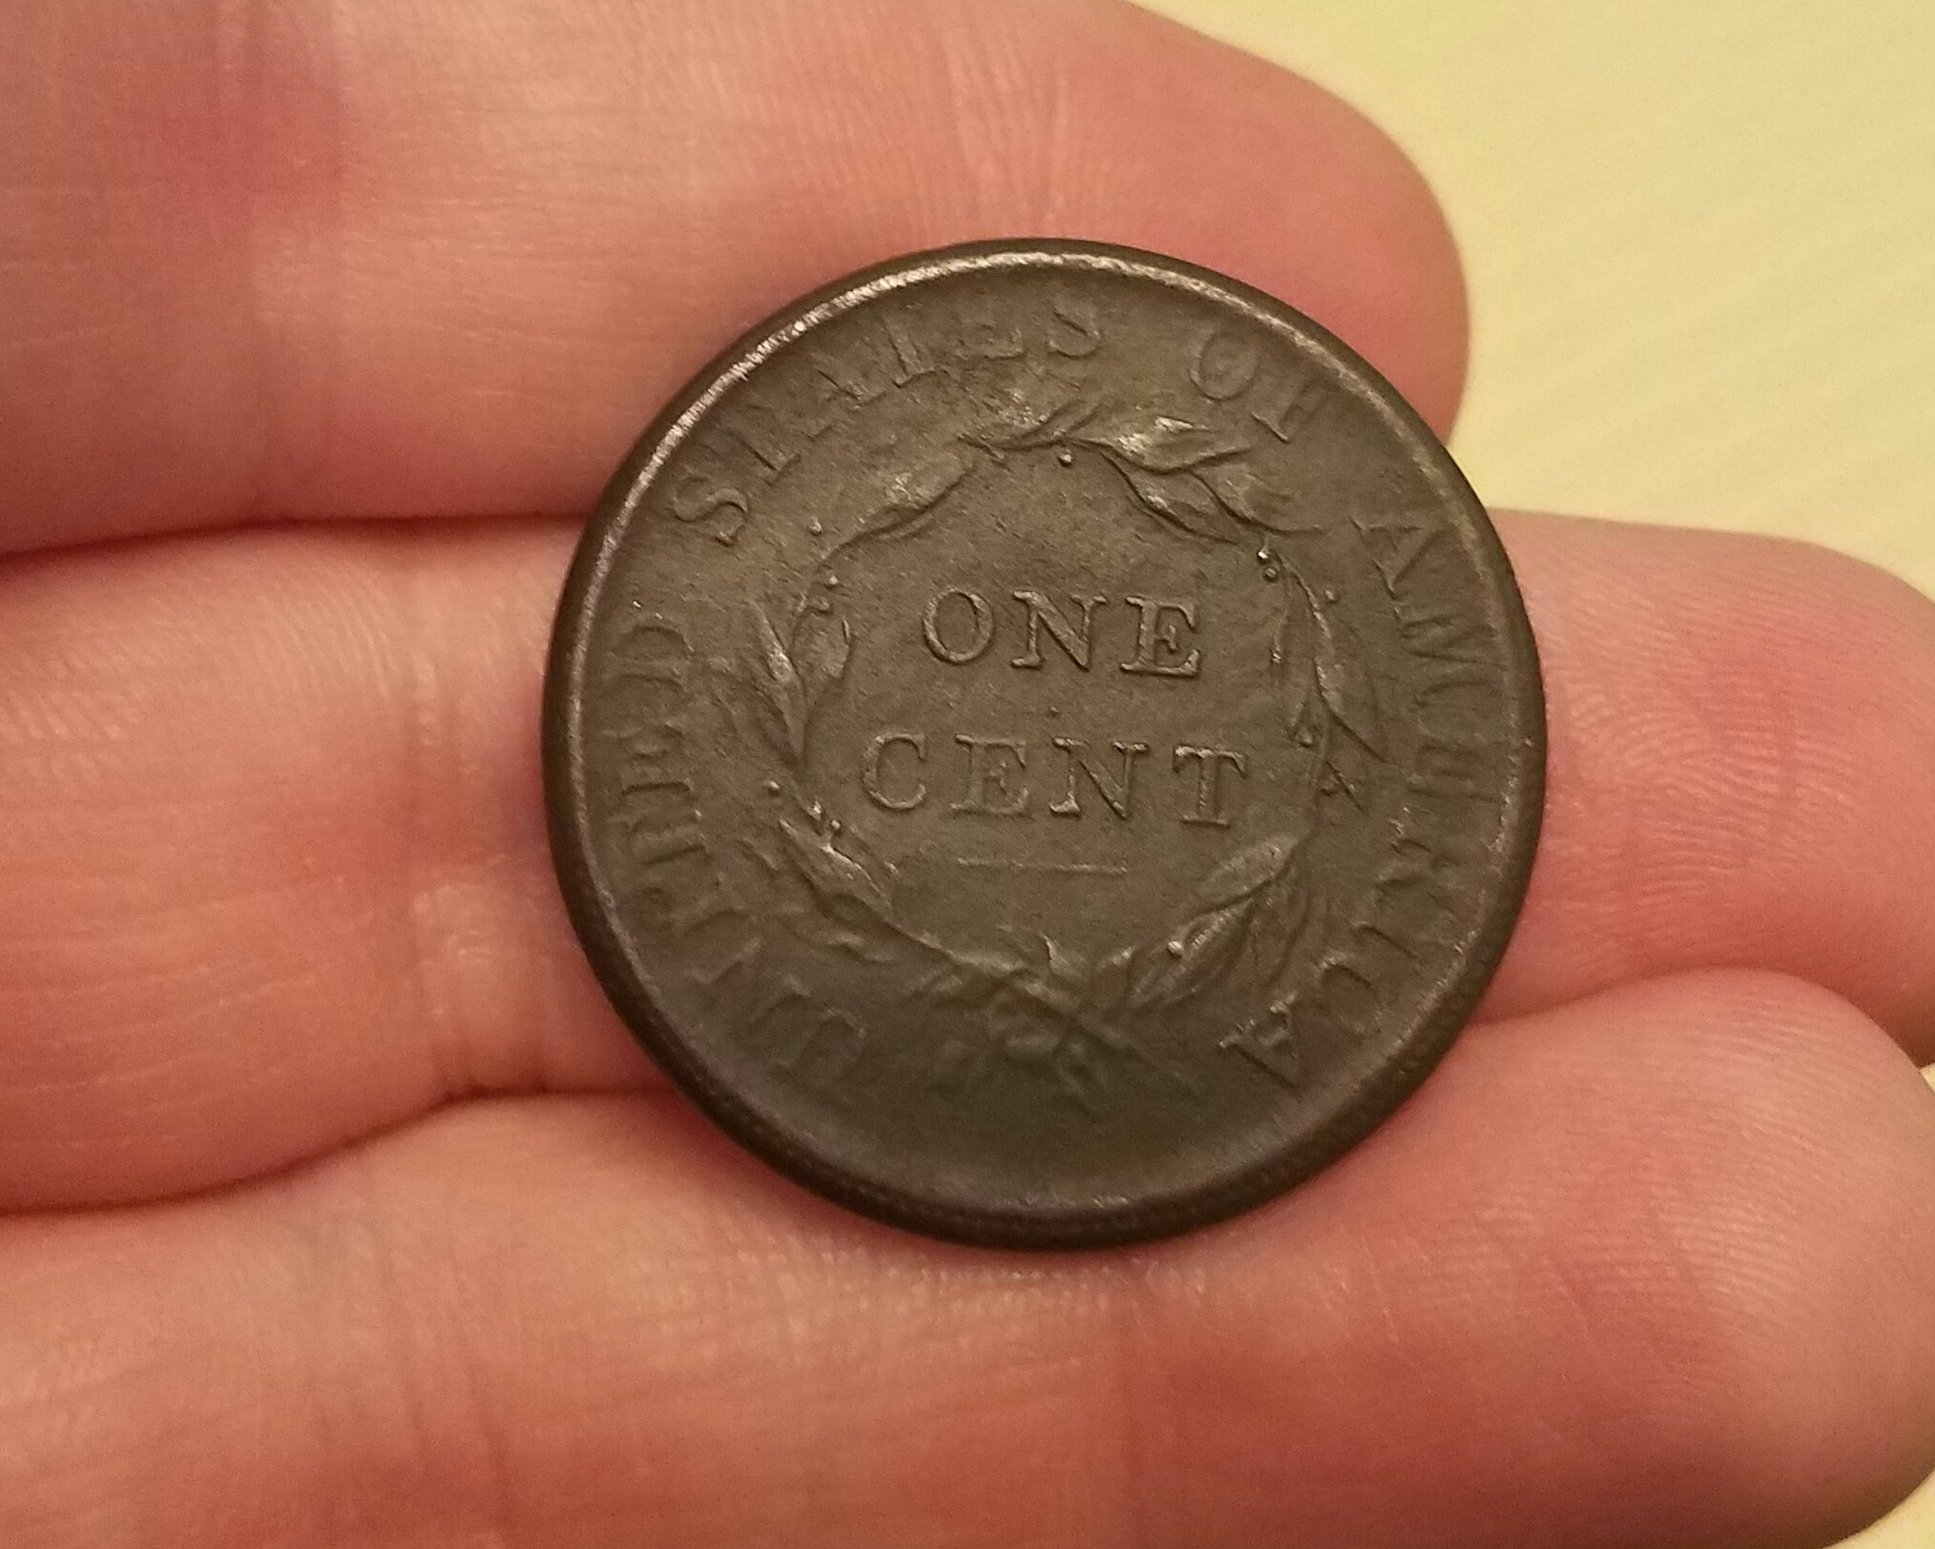 UNITED STATES OF AMERICA
ONE
CENT